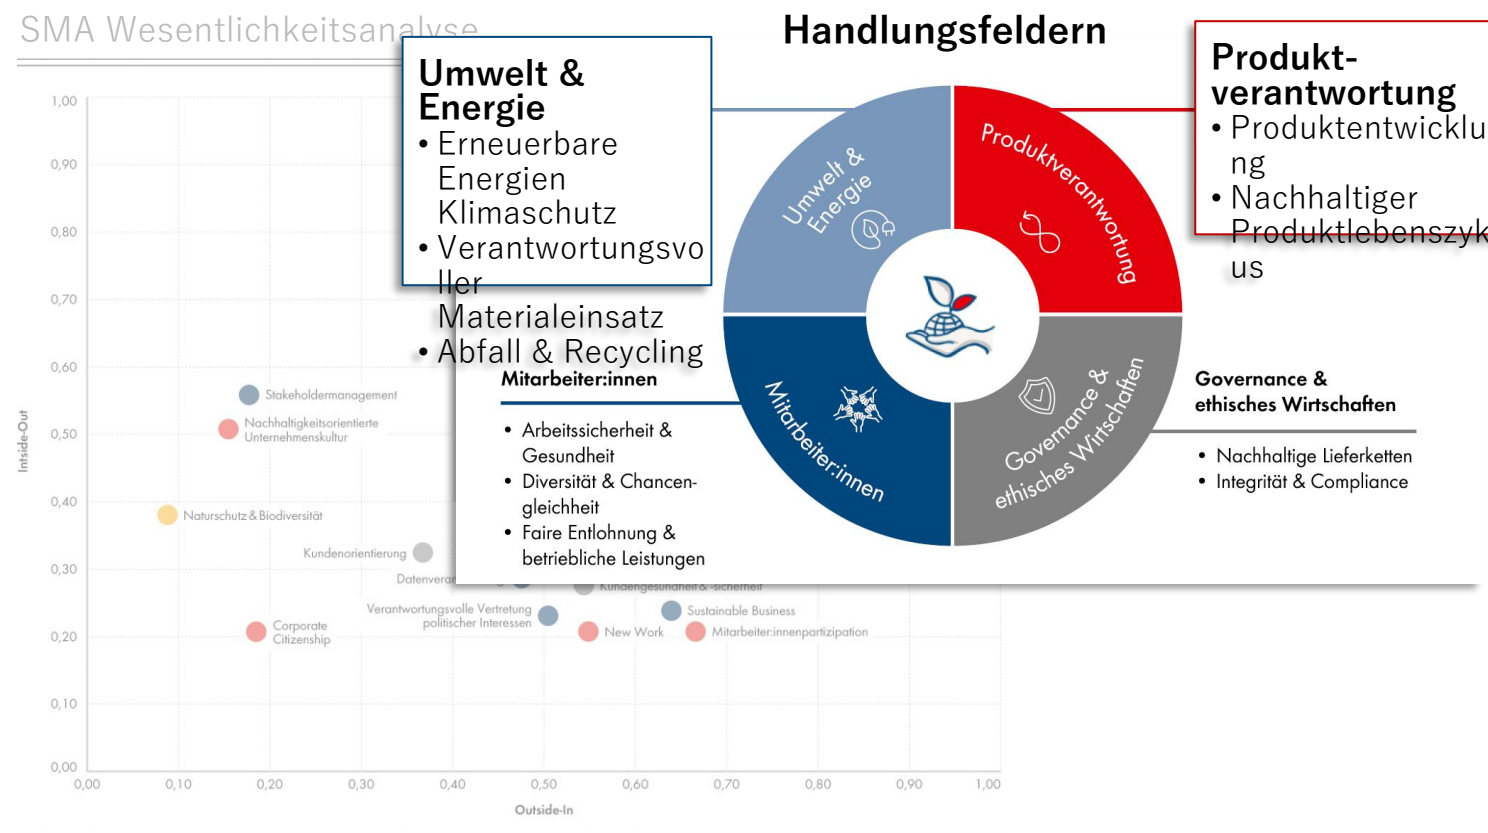 SMA Wesentlichkeitsanalyse
Handlungsfeldern
Umwelt &
Energie
• Erneuerbare
Energien
Klimaschutz
• Verantwortungsvo
ller
Materialeinsatz
• Abfall & Recycling
Produkt-
verantwortung
• Produktentwicklu
ng
• Nachhaltiger
Produktlebenszyk
us
Umwelt &
Energie
Produktverantwortung
Mitarbeiter:innen
Governance &
ethisches Wirtschaften
Mitarbeiter:innen
• Arbeitssicherheit &
Gesundheit
• Diversität & Chancen-
gleichheit
• Faire Entlohnung &
betriebliche Leistungen
Governance &
ethisches Wirtschaften
• Nachhaltige Lieferketten
• Integrität & Compliance
1,00
0,90
0,80
0,70
0,60
0,50
0,40
0,30
0,20
0,10
0,00
Intside-Out
Stakeholdermanagement
Nachhaltigkeitsorientierte
Unternehmenskultur
Naturschutz & Biodiversität
Kundenorientierung
Kundengesundheit & -sicherheit
Verantwortungsvolle Vertretung
politischer Interessen
Sustainable Business
Corporate
Citizenship
New Work
Mitarbeiter:innenpartizipation
0,00
0,10
0,20
0,30
0,40
0,50
0,60
0,70
0,80
0,90
1,00
Outside-In